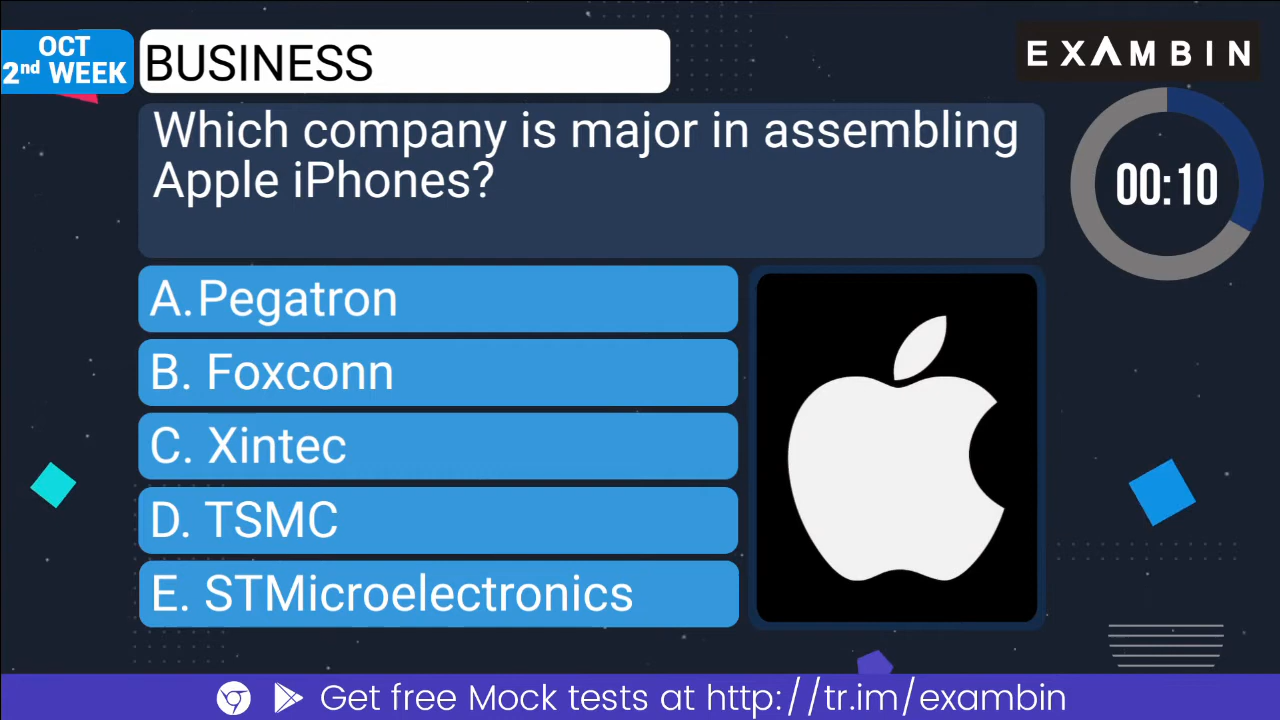 OCT
2nd WEEK
BUSINESS
EXAMBIN
Which company is major in assembling
Apple iPhones?
00:10
A.Pegatron
B. Foxconn
C. Xintec
D. TSMC
E. STMicroelectronics
Get free Mock tests at http://tr.im/exambin